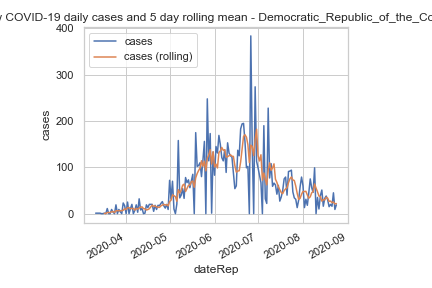 COVID-19 daily cases and 5 day rolling mean - Democratic_Republic_of_the_Co
400
300
200
100
0
cases
cases (rolling)
cases
2020-04
2020-05
2020-06
2020-07
2020-08
2020-09
dateRep